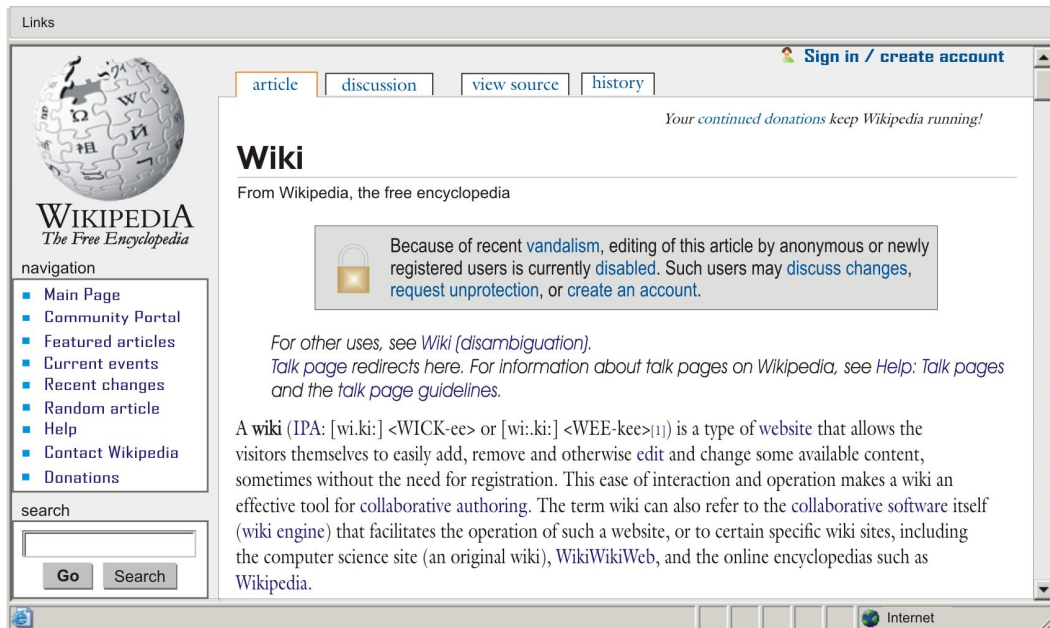 Links
WIKIPEDIA
The Free Encyclopedia
navigation
Main Page
Community Portal
Featured articles
Current events
Recent changes
Random article
Help
Contact Wikipedia
Donations
search
Go Search
Sign in / create account
article discussion view source history
Your continued donations keep Wikipedia running!
Wiki
From Wikipedia, the free encyclopedia
Because of recent vandalism, editing of this article by anonymous or newly
registered users is currently disabled. Such users may discuss changes,
request unprotection, or create an account.
For other uses, see Wiki (disambiguation).
Talk page redirects here. For information about talk pages on Wikipedia, see Help: Talk pages
and the talk page guidelines.
A wiki (IPA: [wi.ki:] <WICK-ee> or [wi:.ki:] <WEE-kee>[1]) is a type of website that allows the
visitors themselves to easily add, remove and otherwise edit and change some available content,
sometimes without the need for registration. This ease of interaction and operation makes a wiki an
effective tool for collaborative authoring. The term wiki can also refer to the collaborative software itself
(wiki engine) that facilitates the operation of such a website, or to certain specific wiki sites, including
the computer science site (an original wiki), WikiWikiWeb, and the online encyclopedias such as
Wikipedia.
Internet